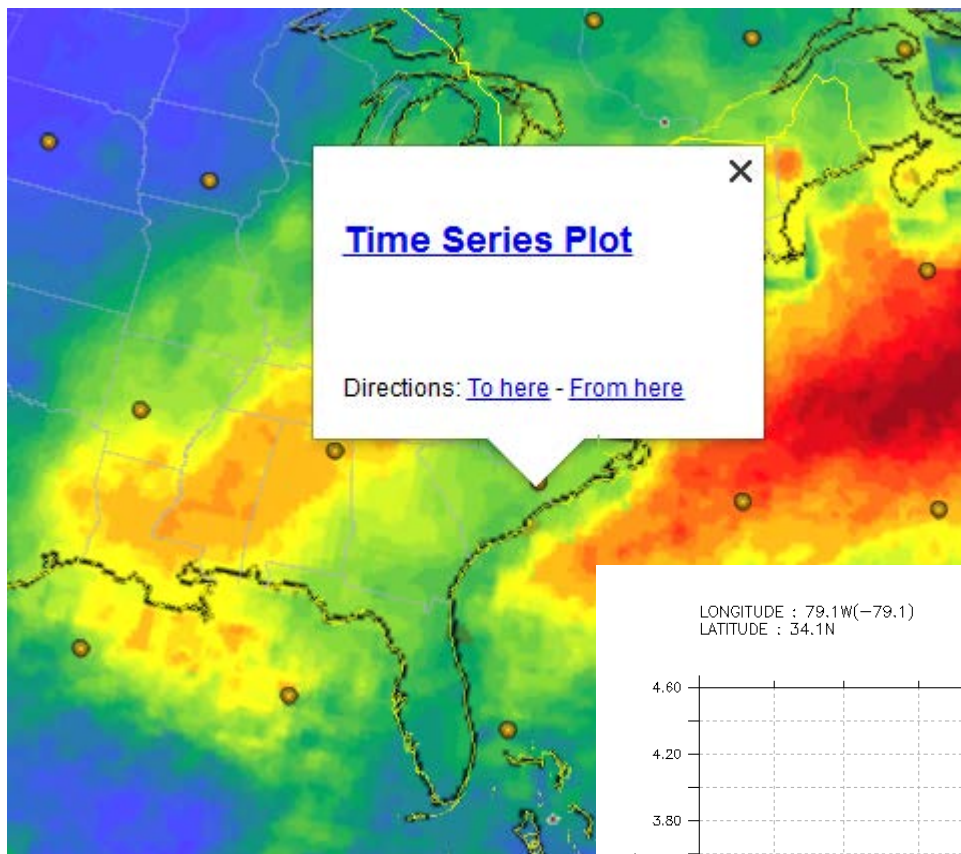 Time Series Plot
Directions: To here - From here
LONGITUDE : 79.1W(−79.1)
LATITUDE : 34.1N
4.60
4.20
3.80